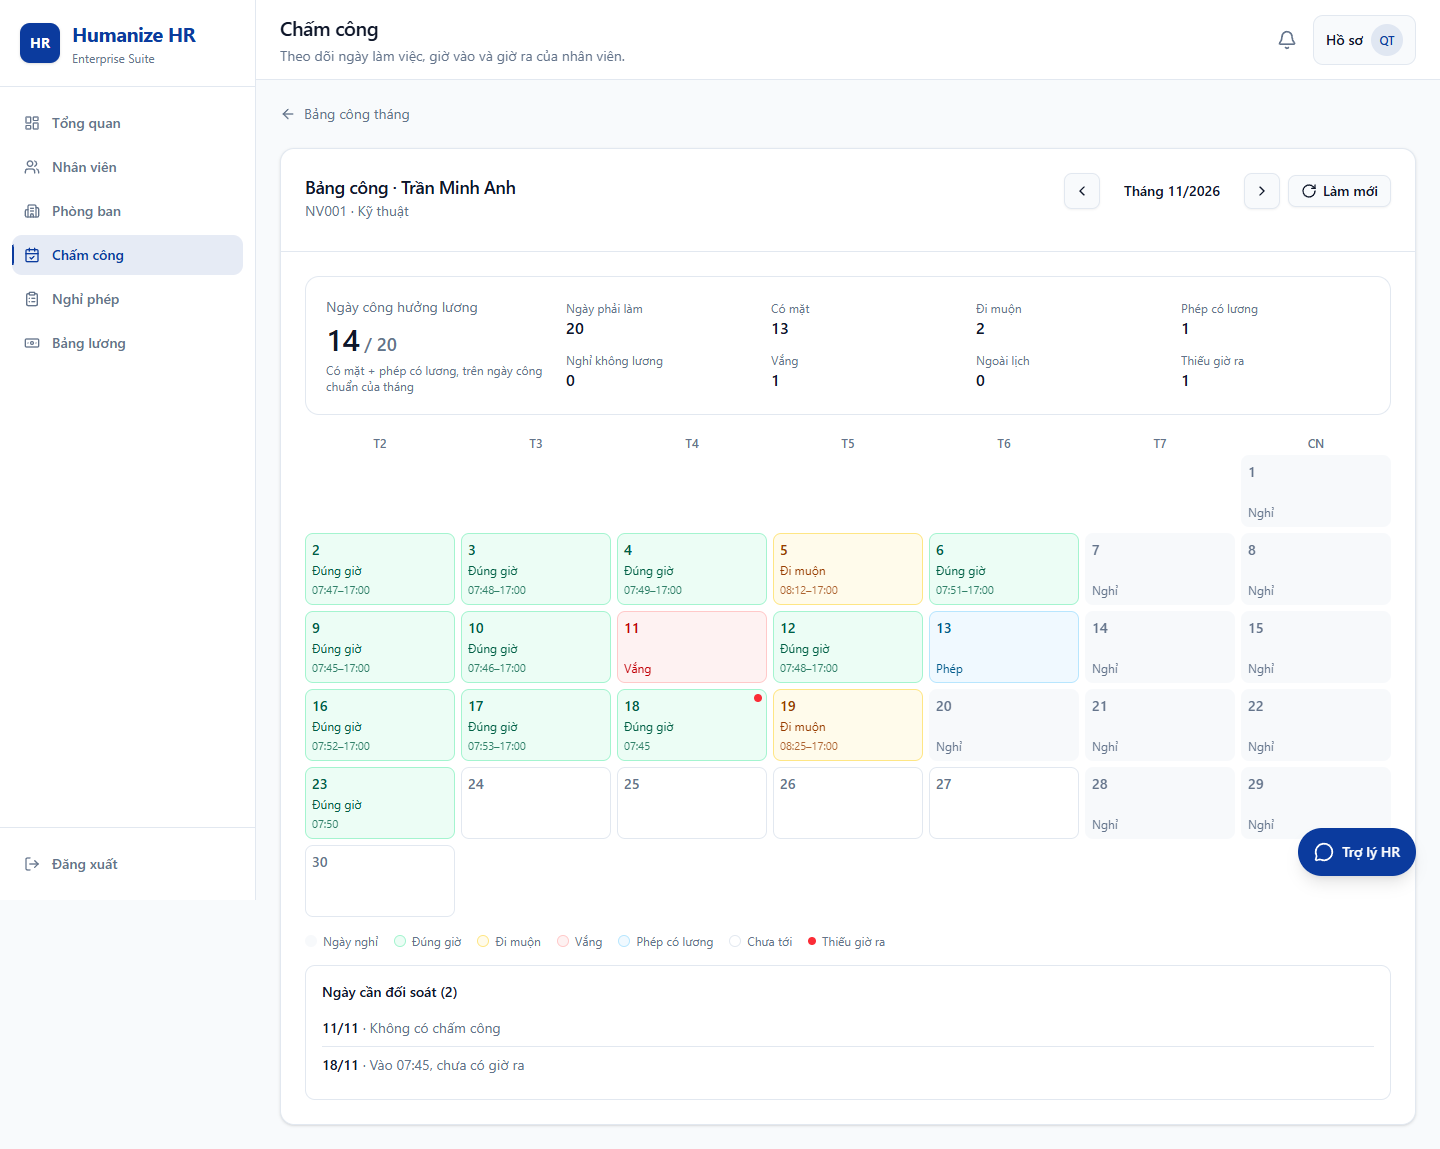 HR
Humanize HR
Enterprise Suite
Tổng quan
Nhân viên
Phòng ban
Chấm công
Nghỉ phép
Bảng lương
Đăng xuất
Chấm công
Theo dõi ngày làm việc, giờ vào và giờ ra của nhân viên.
Hồ sơ QT
Bảng công tháng
Bảng công · Trần Minh Anh
NV001 · Kỹ thuật
Tháng 11/2026
Làm mới
Ngày công hưởng lương
14 / 20
Có mặt + phép có lương, trên ngày công
chuẩn của tháng
Ngày phải làm
20
Có mặt
13
Đi muộn
2
Phép có lương
1
Nghỉ không lương
0
Vắng
1
Ngoài lịch
0
Thiếu giờ ra
1
T2 T3 T4 T5 T6 T7 CN
1
Nghỉ
2
Đúng giờ
07:47–17:00
3
Đúng giờ
07:48–17:00
4
Đúng giờ
07:49–17:00
5
Đi muộn
08:12–17:00
6
Đúng giờ
07:51–17:00
7
Nghỉ
8
Nghỉ
9
Đúng giờ
07:45–17:00
10
Đúng giờ
07:46–17:00
11
Vắng
12
Đúng giờ
07:48–17:00
13
Phép
14
Nghỉ
15
Nghỉ
16
Đúng giờ
07:52–17:00
17
Đúng giờ
07:53–17:00
18
Đúng giờ
07:45
19
Đi muộn
08:25–17:00
20
Nghỉ
21
Nghỉ
22
Nghỉ
23
Đúng giờ
07:50
24
25
26
27
28
Nghỉ
29
Nghỉ
30
Trợ lý HR
Ngày nghỉ Đúng giờ Đi muộn Vắng Phép có lương Chưa tới Thiếu giờ ra
Ngày cần đối soát (2)
11/11 · Không có chấm công
18/11 · Vào 07:45, chưa có giờ ra